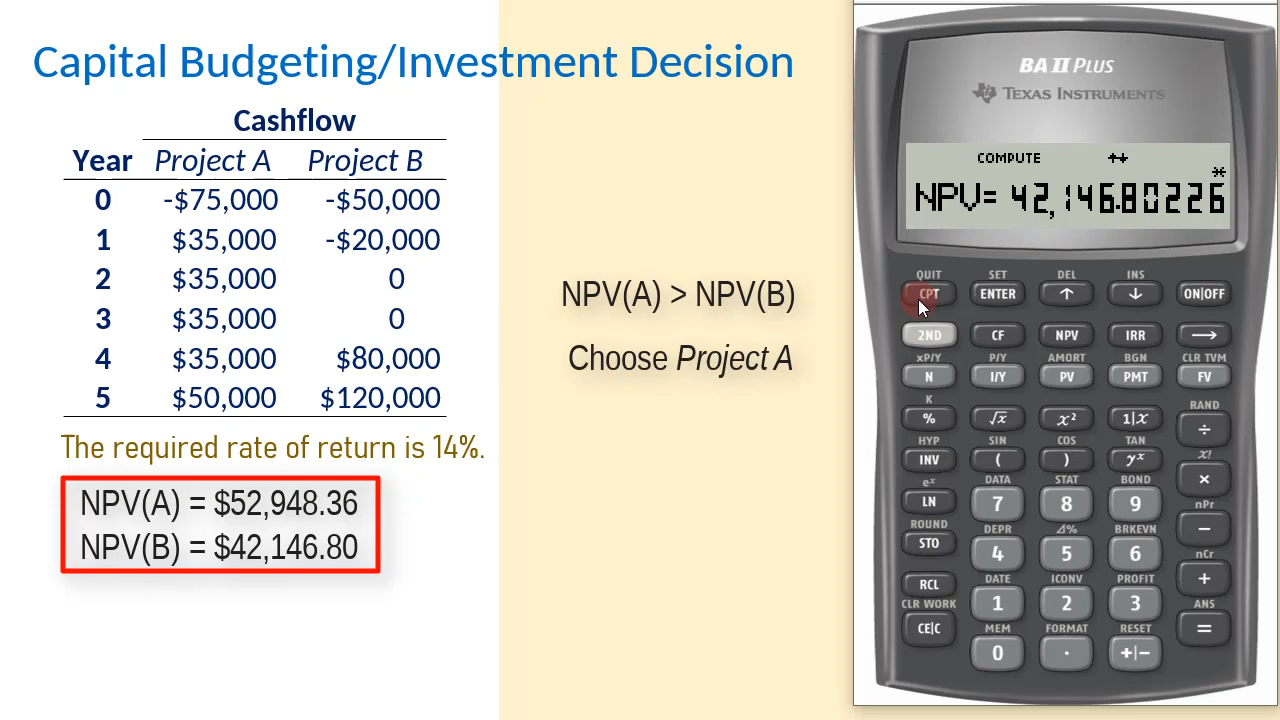 Capital Budgeting/Investment Decision
Cashflow
Year Project A Project B
0 -$75,000 -$50,000
1 $35,000 -$20,000
2 $35,000 0
3 $35,000 0
4 $35,000 $80,000
5 $50,000 $120,000
The required rate of return is 14%.
NPV(A) = $52,948.36
NPV(B) = $42,146.80
NPV(A) > NPV(B)
Choose Project A
BA II PLUS
TEXAS INSTRUMENTS
COMPUTE ↑↓
*
NPV= 42,146.80226
QUIT SET DEL INS
CPT ENTER ↑ ↓ ON|OFF
2ND CF NPV IRR →
xP/Y P/Y AMORT BGN CLR TVM
N I/Y PV PMT FV
K RAND
% √x x² 1|x ÷
HYP SIN COS TAN x!
INV ( ) yˣ ×
eˣ DATA STAT BOND nPr
LN 7 8 9 −
ROUND DEPR Δ% BRKEVN nCr
STO 4 5 6 +
DATE ICONV PROFIT ANS
RCL 1 2 3 =
CLR WORK MEM FORMAT RESET
CE|C 0 . +|−